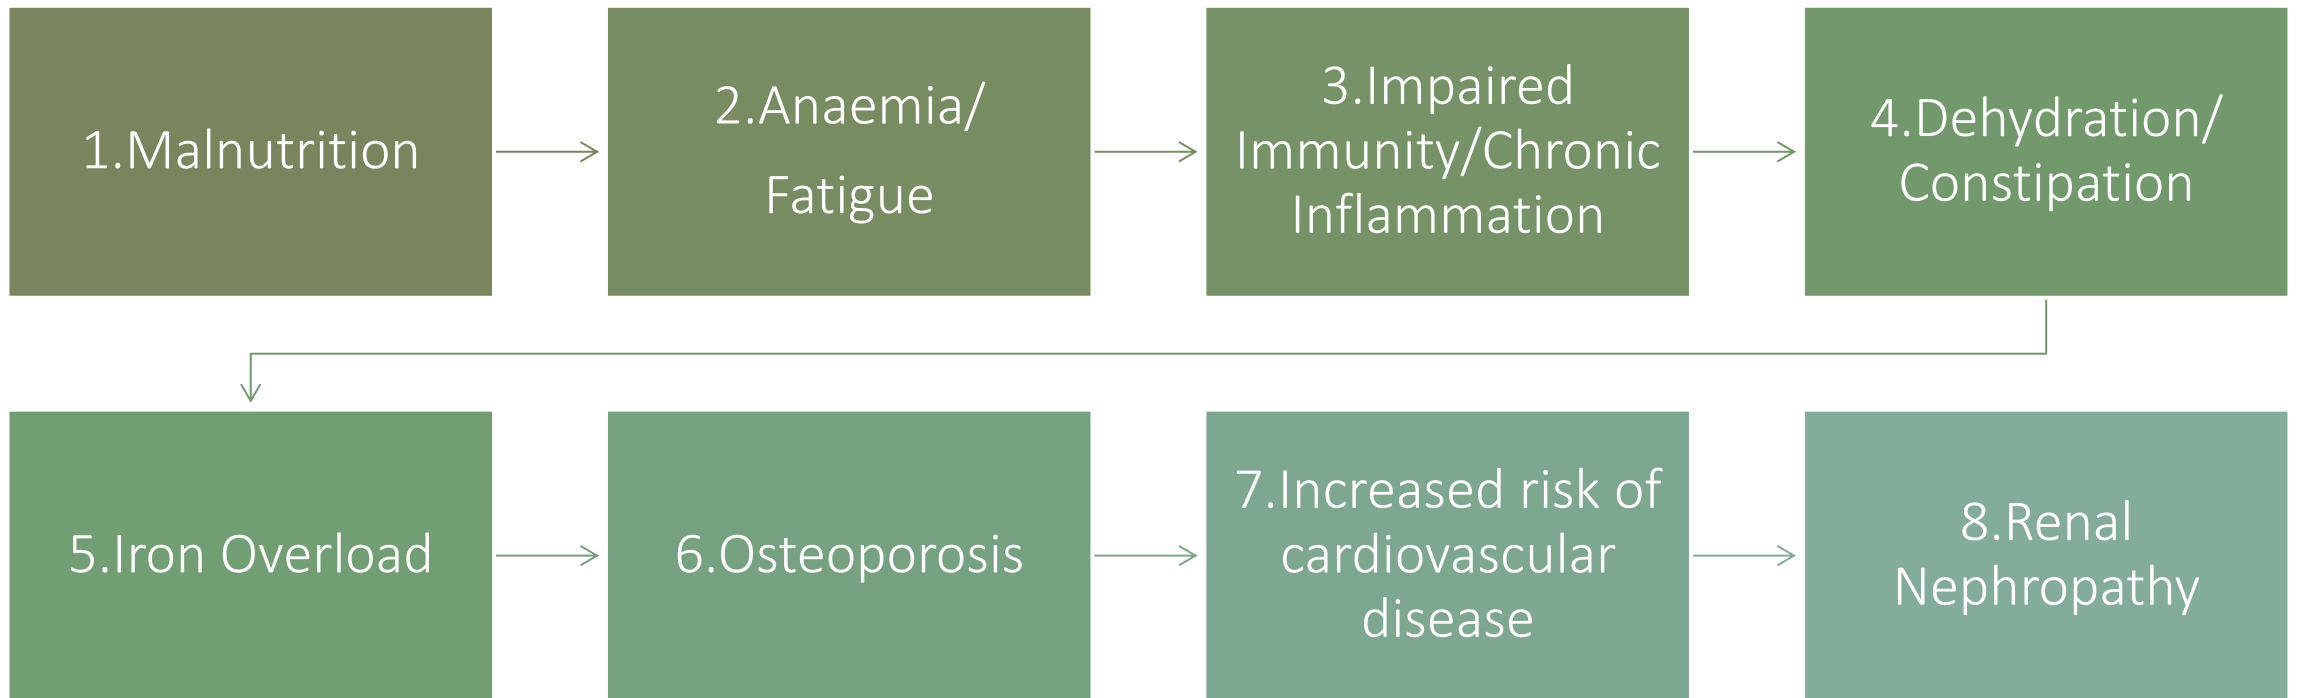 1.Malnutrition
2.Anaemia/
Fatigue
3.Impaired
Immunity/Chronic
Inflammation
4.Dehydration/
Constipation
5.Iron Overload
6.Osteoporosis
7.Increased risk of
cardiovascular
disease
8.Renal
Nephropathy